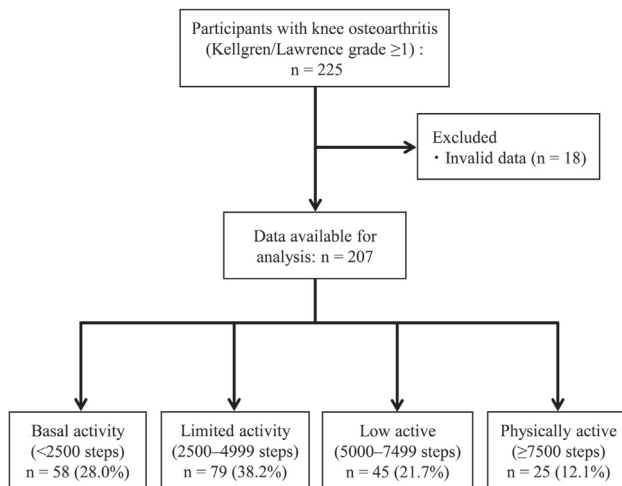 Participants with knee osteoarthritis
(Kellgren/Lawrence grade ≥1) :
n = 225
Excluded
・Invalid data (n = 18)
Data available for
analysis: n = 207
Basal activity
(<2500 steps)
n = 58 (28.0%)
Limited activity
(2500–4999 steps)
n = 79 (38.2%)
Low active
(5000–7499 steps)
n = 45 (21.7%)
Physically active
(≥7500 steps)
n = 25 (12.1%)